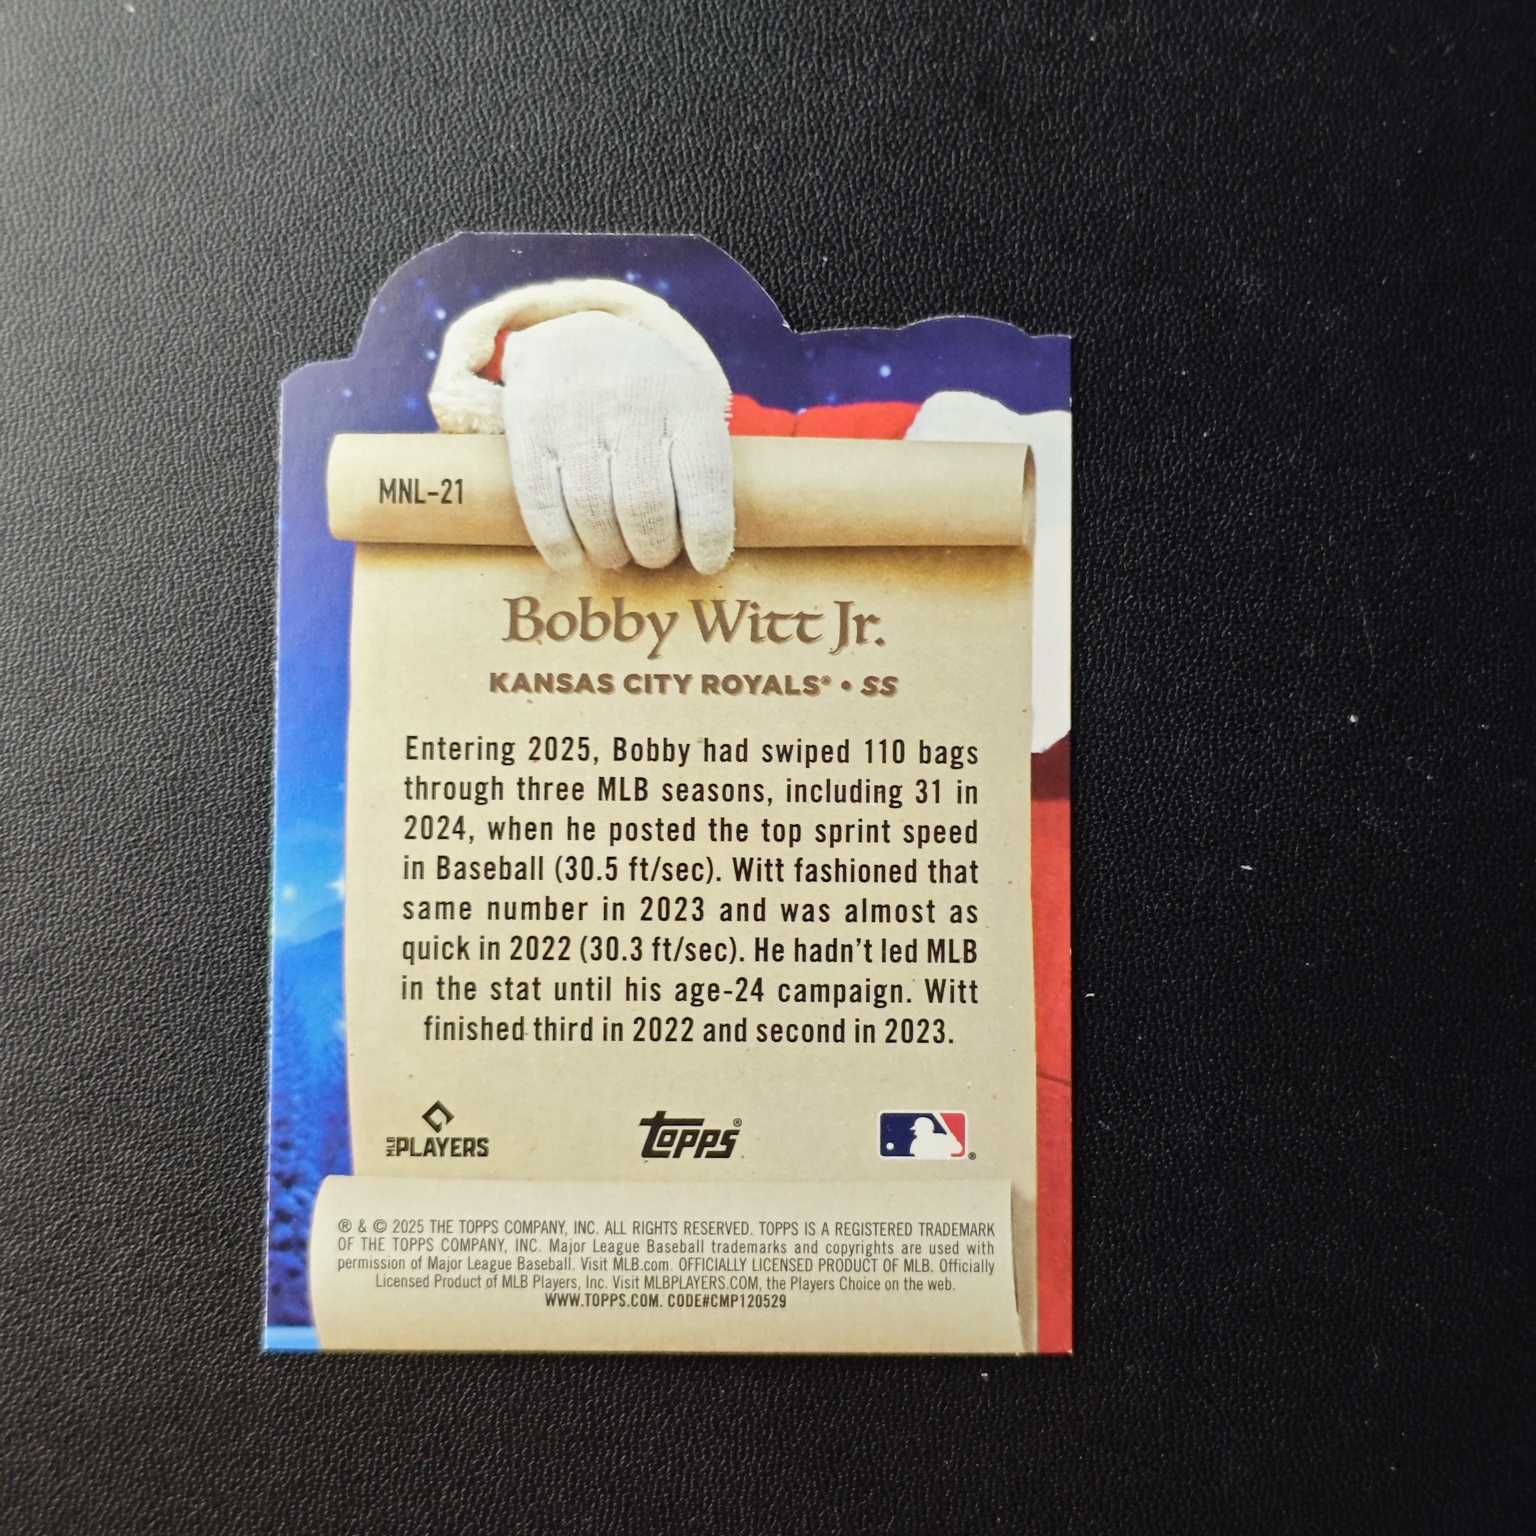 MNL-21
Bobby Witt Jr.
KANSAS CITY ROYALS® • SS
Entering 2025, Bobby had swiped 110 bags
through three MLB seasons, including 31 in
2024, when he posted the top sprint speed
in Baseball (30.5 ft/sec). Witt fashioned that
same number in 2023 and was almost as
quick in 2022 (30.3 ft/sec). He hadn't led MLB
in the stat until his age-24 campaign. Witt
finished third in 2022 and second in 2023.
MLB PLAYERS
topps®
®
® & © 2025 THE TOPPS COMPANY, INC. ALL RIGHTS RESERVED. TOPPS IS A REGISTERED TRADEMARK
OF THE TOPPS COMPANY, INC. Major League Baseball trademarks and copyrights are used with
permission of Major League Baseball. Visit MLB.com. OFFICIALLY LICENSED PRODUCT OF MLB. Officially
Licensed Product of MLB Players, Inc. Visit MLBPLAYERS.COM, the Players Choice on the web.
WWW.TOPPS.COM. CODE#CMP120529